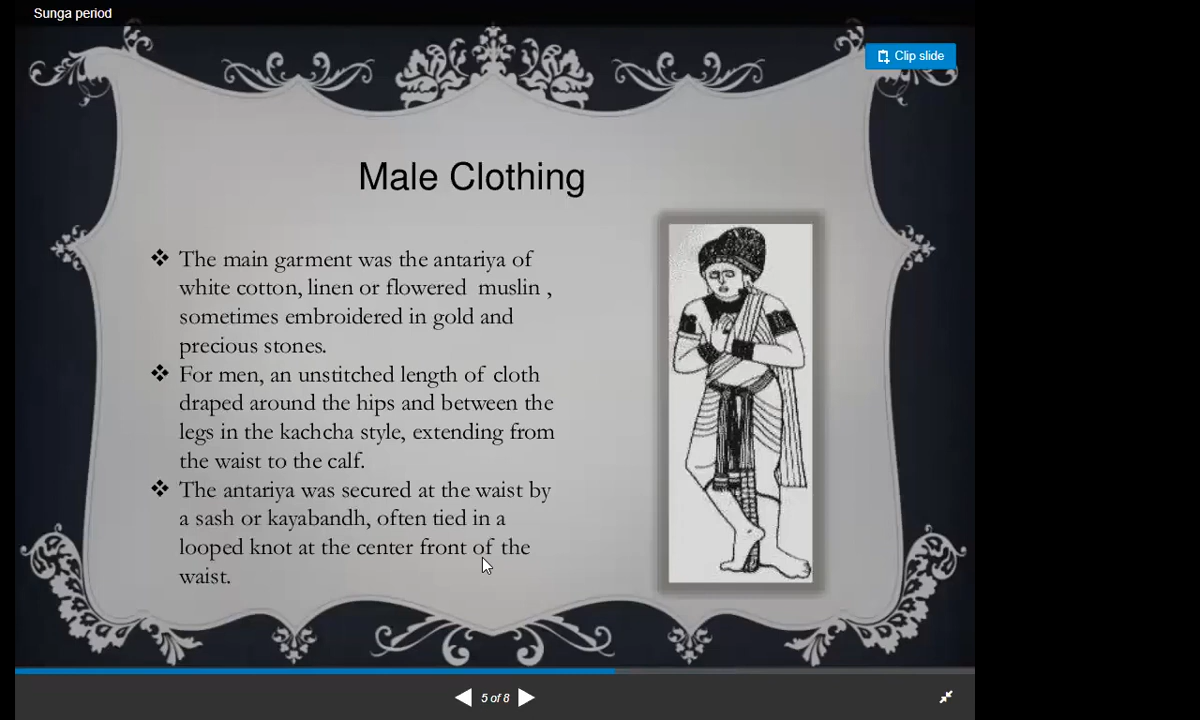 Sunga period
Clip slide
Male Clothing
❖ The main garment was the antariya of
white cotton, linen or flowered muslin ,
sometimes embroidered in gold and
precious stones.
❖ For men, an unstitched length of cloth
draped around the hips and between the
legs in the kachcha style, extending from
the waist to the calf.
❖ The antariya was secured at the waist by
a sash or kayabandh, often tied in a
looped knot at the center front of the
waist.
5 of 8